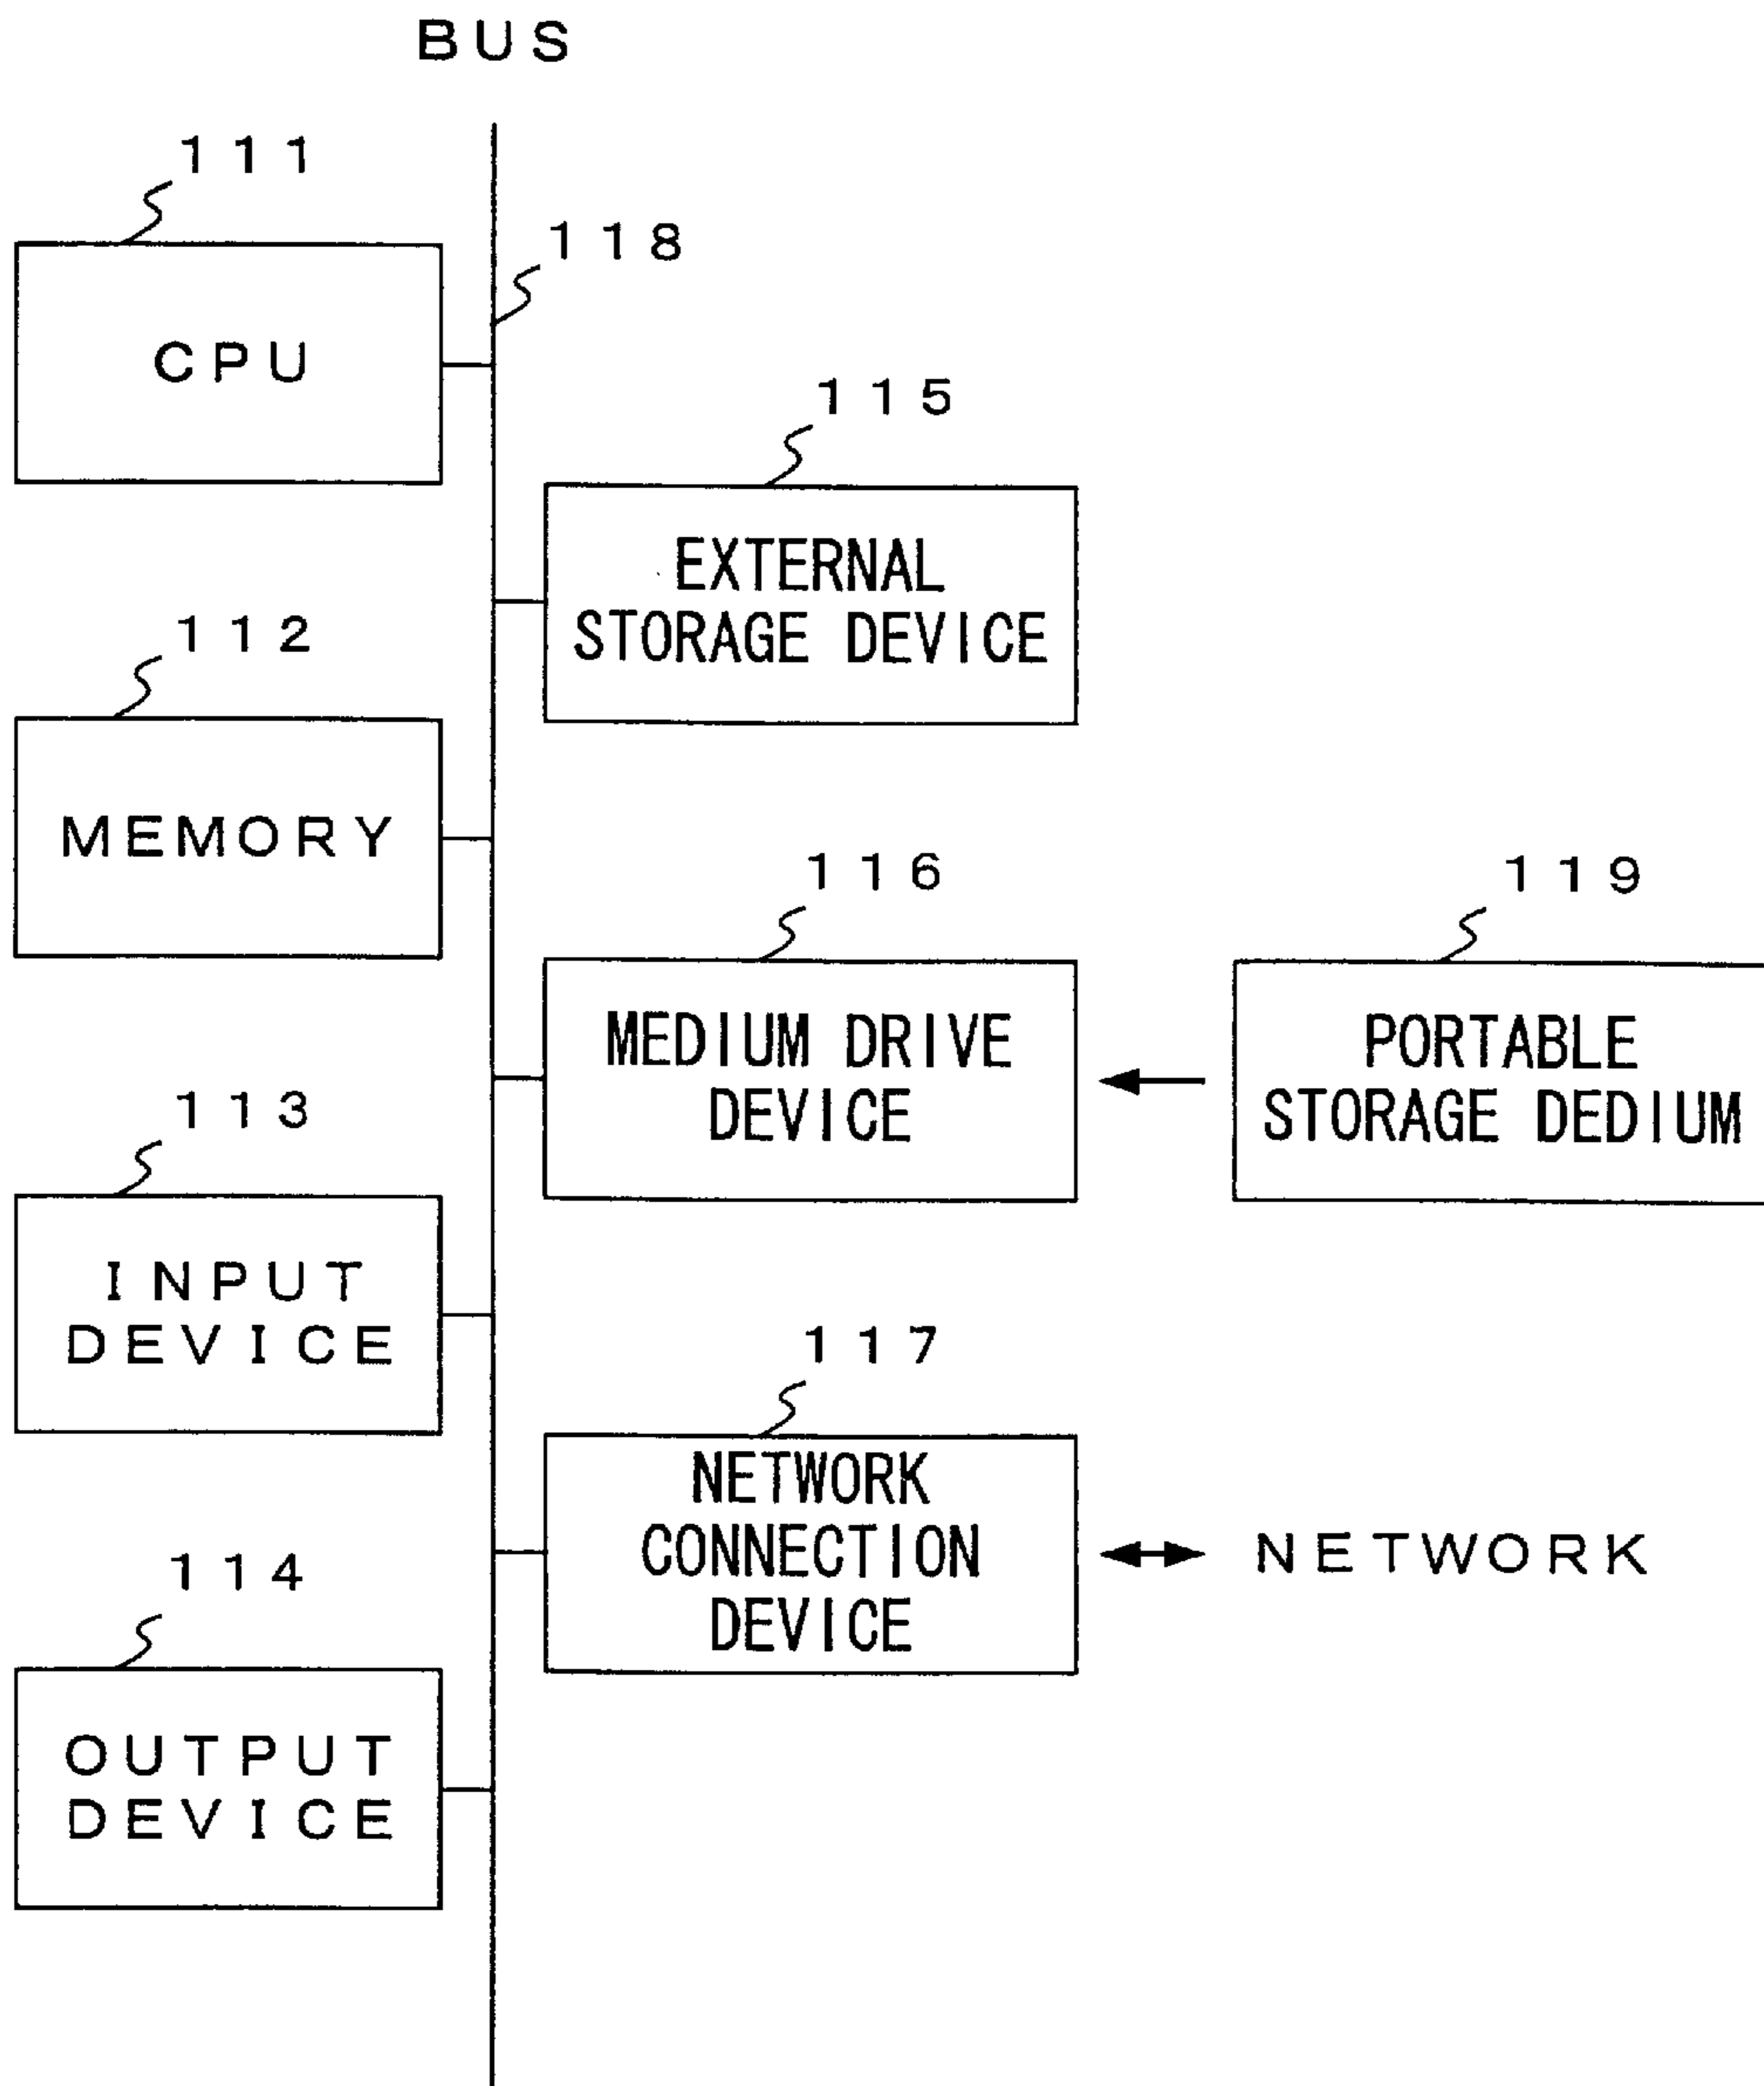 BUS
111
118
CPU
115
EXTERNAL
STORAGE DEVICE
112
MEMORY
116
119
MEDIUM DRIVE
DEVICE
PORTABLE
STORAGE DEDIUM
113
INPUT
DEVICE
117
NETWORK
CONNECTION
DEVICE
NETWORK
114
OUTPUT
DEVICE